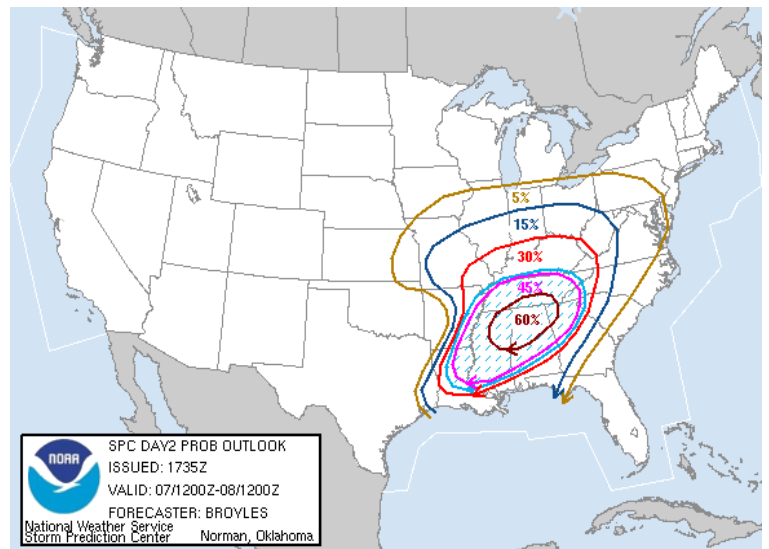 5%
15%
30%
45%
60%
NOAA
SPC DAY2 PROB OUTLOOK
ISSUED: 1735Z
VALID: 07/1200Z-08/1200Z
FORECASTER: BROYLES
National Weather Service
Storm Prediction Center Norman, Oklahoma